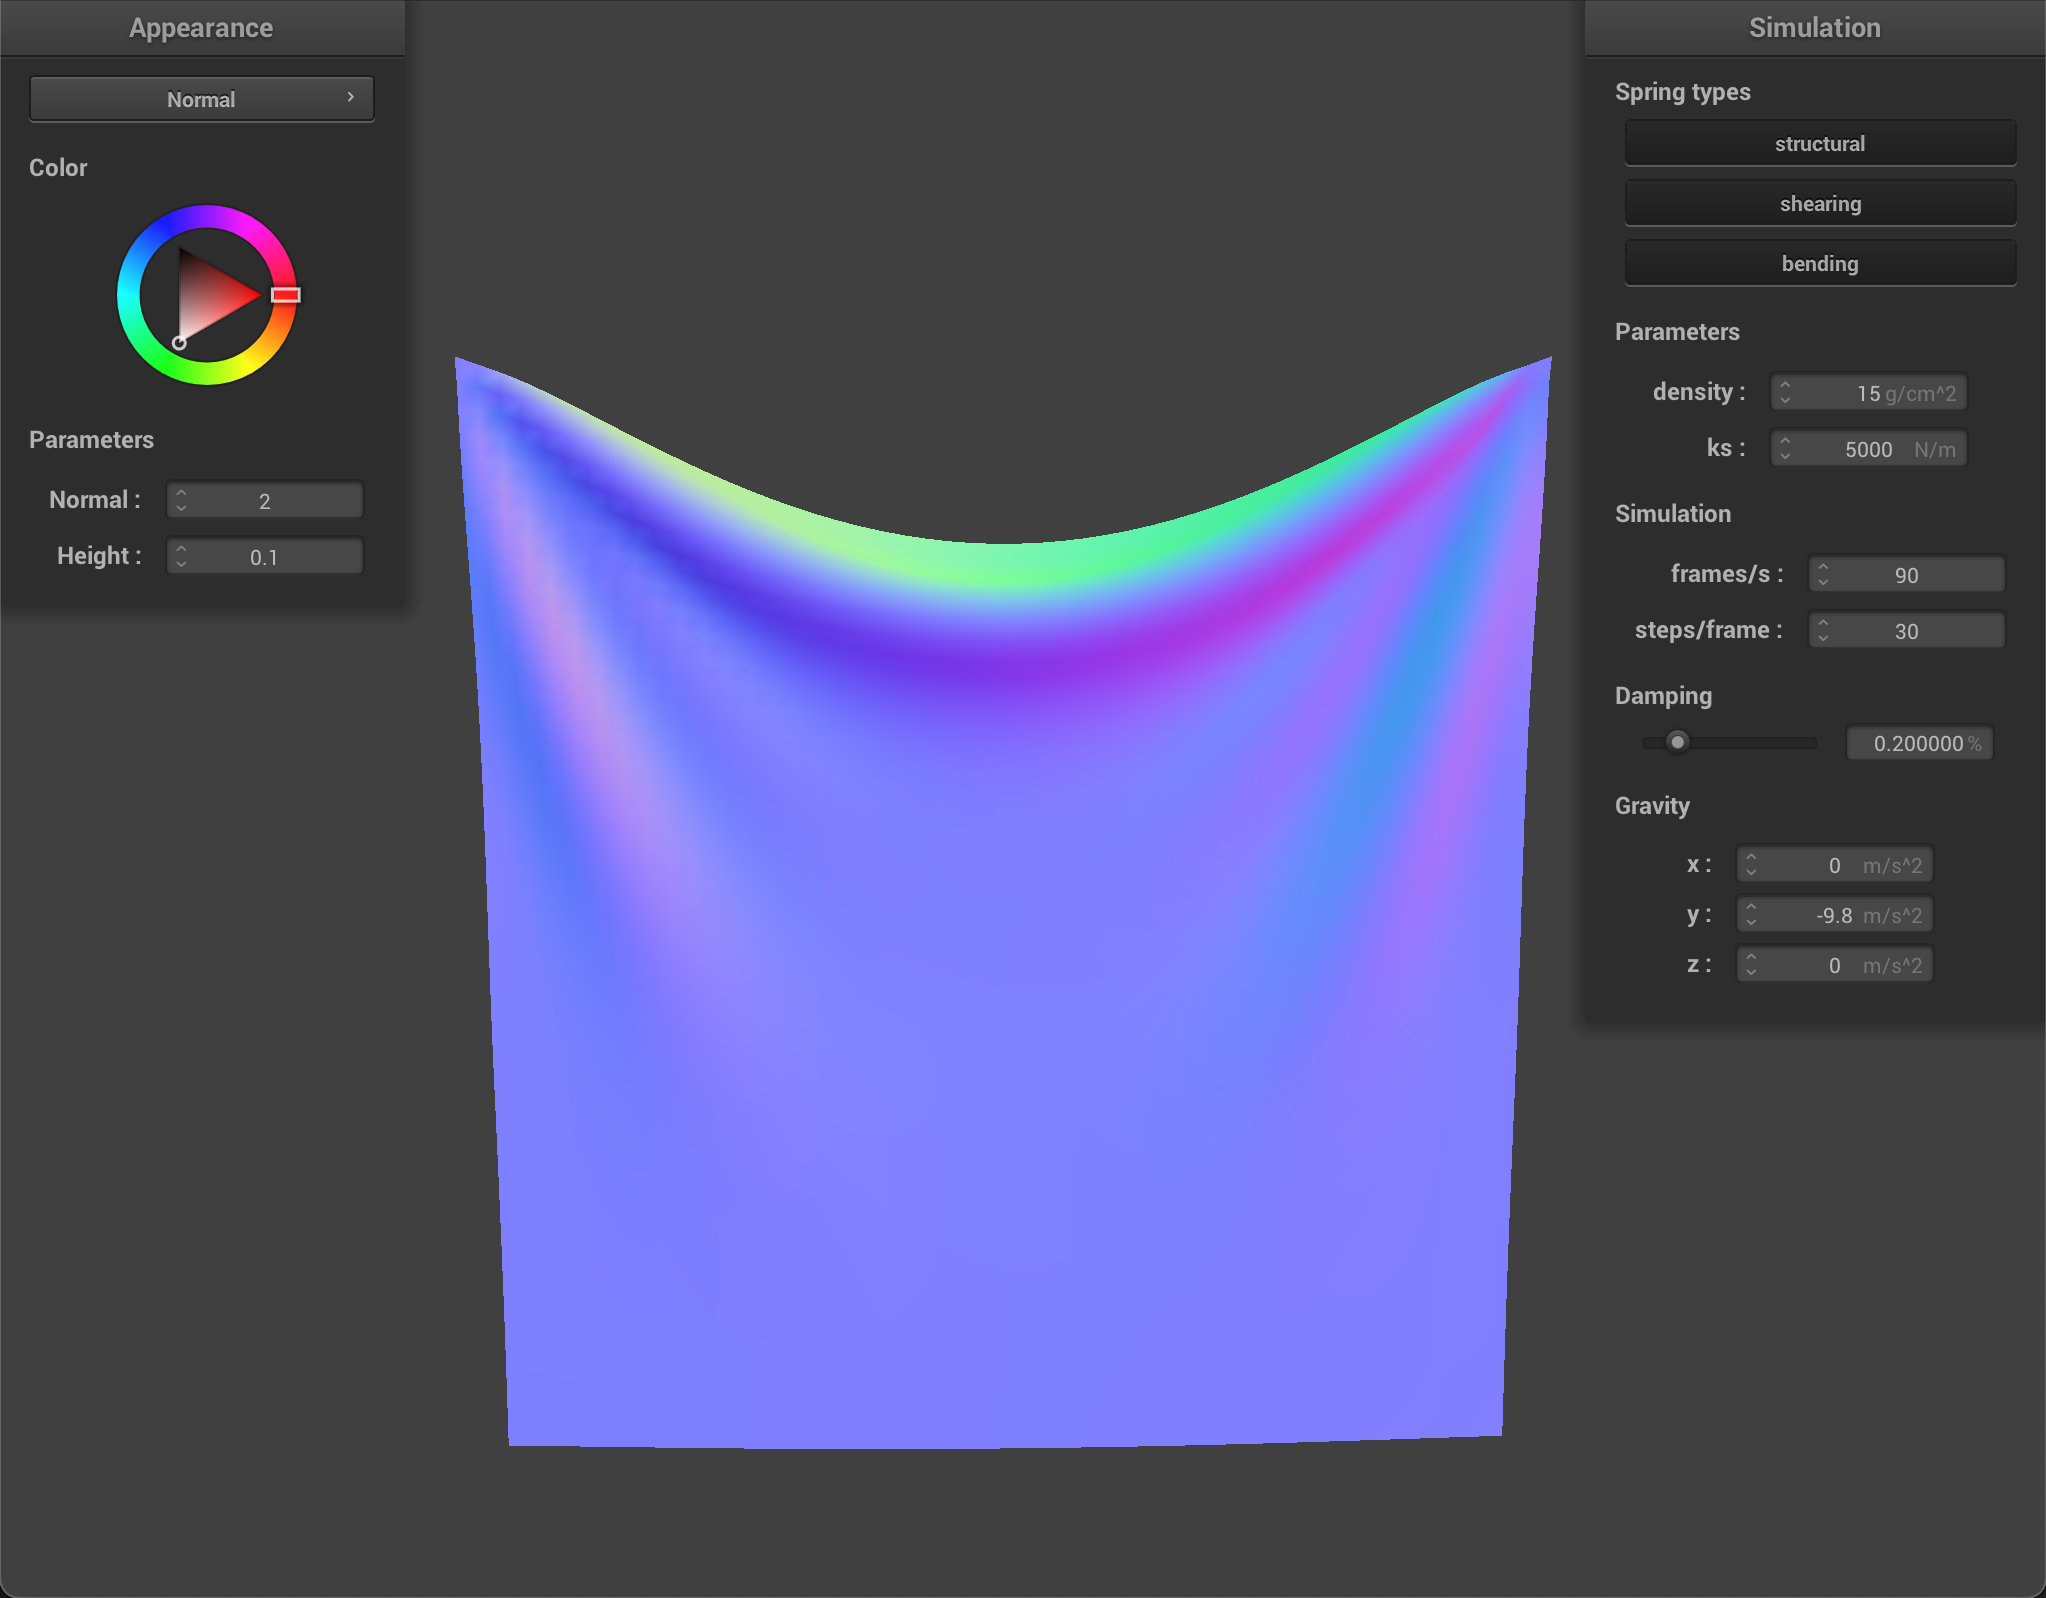 Appearance
Normal
Color
Parameters
Normal : 2
Height : 0.1
Simulation
Spring types
structural
shearing
bending
Parameters
density : 15 g/cm^2
ks : 5000 N/m
Simulation
frames/s : 90
steps/frame : 30
Damping
0.200000 %
Gravity
x : 0 m/s^2
y : -9.8 m/s^2
z : 0 m/s^2